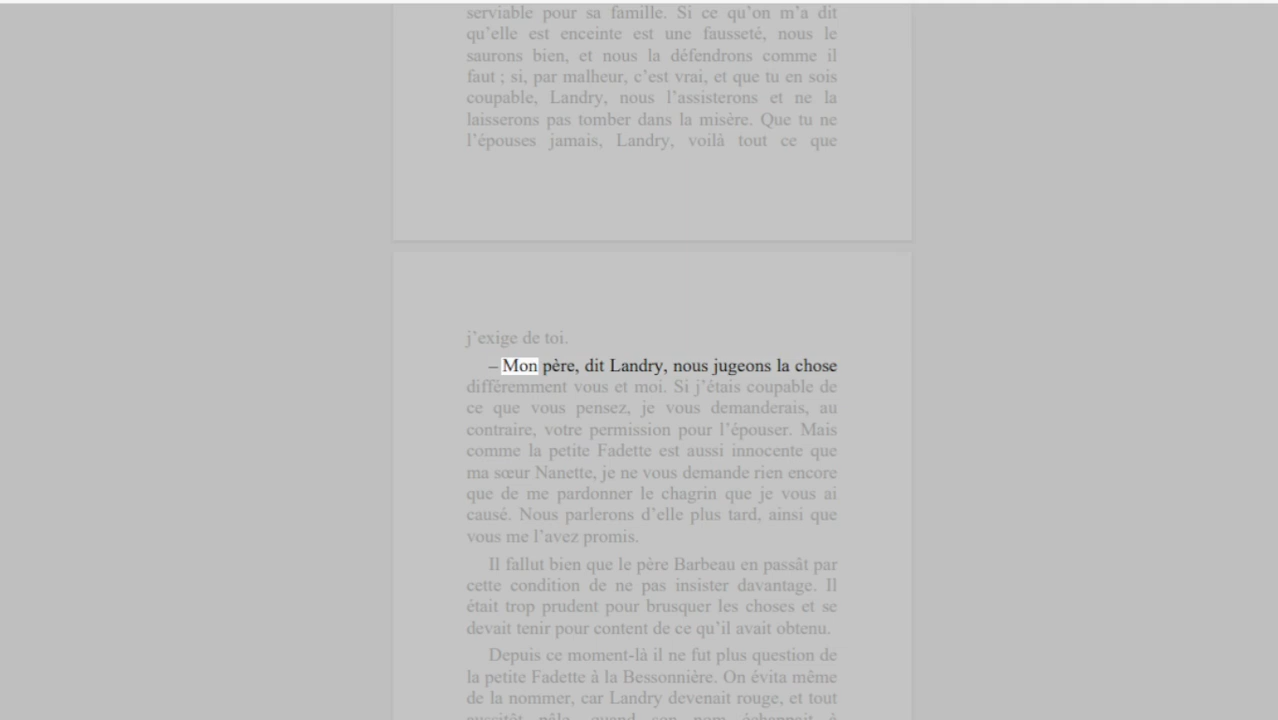 serviable pour sa famille. Si ce qu’on m’a dit
qu’elle est enceinte est une fausseté, nous le
saurons bien, et nous la défendrons comme il
faut ; si, par malheur, c’est vrai, et que tu en sois
coupable, Landry, nous l’assisterons et ne la
laisserons pas tomber dans la misère. Que tu ne
l’épouses jamais, Landry, voilà tout ce que
j’exige de toi.
– Mon père, dit Landry, nous jugeons la chose
différemment vous et moi. Si j’étais coupable de
ce que vous pensez, je vous demanderais, au
contraire, votre permission pour l’épouser. Mais
comme la petite Fadette est aussi innocente que
ma sœur Nanette, je ne vous demande rien encore
que de me pardonner le chagrin que je vous ai
causé. Nous parlerons d’elle plus tard, ainsi que
vous me l’avez promis.
Il fallut bien que le père Barbeau en passât par
cette condition de ne pas insister davantage. Il
était trop prudent pour brusquer les choses et se
devait tenir pour content de ce qu’il avait obtenu.
Depuis ce moment-là il ne fut plus question de
la petite Fadette à la Bessonnière. On évita même
de la nommer, car Landry devenait rouge, et tout
aussitôt pâle, quand son nom échappait à